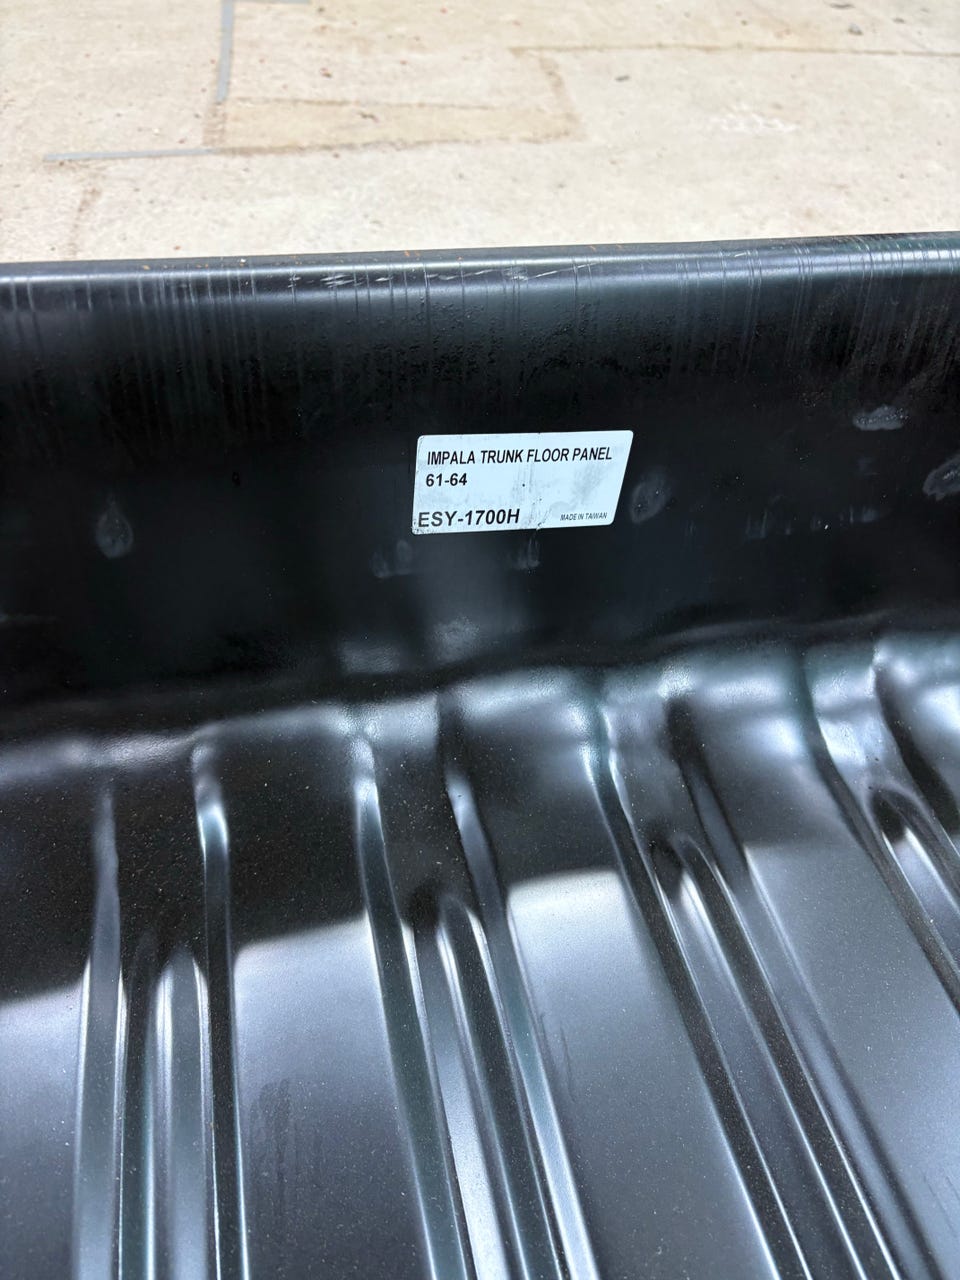 IMPALA TRUNK FLOOR PANEL
61-64
ESY-1700H
MADE IN TAIWAN